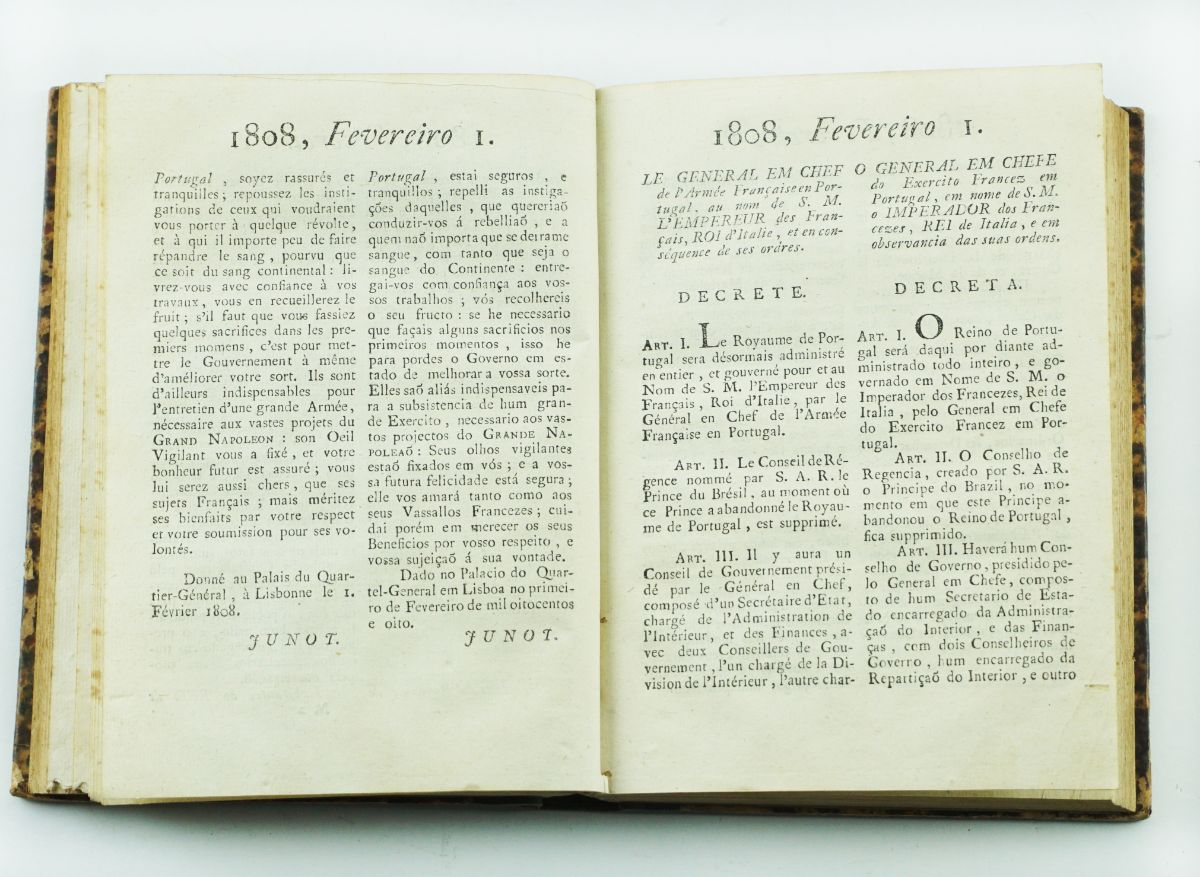 1808, Fevereiro 1.
Portugal, soyez rassurés et
tranquilles; repoussez les insti-
gations de ceux qui voudraient
vous porter à quelque révolte,
et à qui il importe peu de faire
répandre le sang, pourvu que
ce soit du sang continental: li-
vrez-vous avec confiance à vos
travaux, vous en recueillerez le
fruit; s'il faut que vous fassiez
quelques sacrifices dans les pre-
miers momens, c'est pour met-
tre le Gouvernement à même
d'améliorer votre sort. Ils sont
d'ailleurs indispensables pour
l'entretien d'une grande Armée,
nécessaire aux vastes projets du
GRAND NAPOLEON: son Oeil
Vigilant vous a fixé, et votre
bonheur futur est assuré; vous
lui serez aussi chers, que ses
sujets Français; mais méritez
ses bienfaits par votre respect
et votre soumission pour ses vo-
lontés.
Donné au Palais du Quar-
tier-Général, à Lisbonne le 1.
Février 1808.
JUNOT.
Portugal, estai seguros, e
tranquillos; repelli as instiga-
ções daquelles, que quereriaõ
conduzir-vos á rebelliaõ, e a
quem naõ importa que se derrame
sangue, com tanto que seja o
sangue do Continente: entre-
gai-vos com confiança aos vos-
sos trabalhos; vós recolhereis
o seu fructo: se he necessario
que façais alguns sacrificios nos
primeiros momentos, isso he
para pordes o Governo em es-
tado de melhorar a vossa sorte.
Elles saõ aliás indispensaveis pa-
ra a subsistencia de hum gran-
de Exercito, necessario aos vas-
tos projectos do GRANDE NA-
POLEAÕ: Seus olhos vigilantes
estaõ fixados em vós; e a vos-
sa futura felicidade está segura;
elle vos amará tanto como aos
seus Vassallos Francezes; cui-
dai porém em merecer os seus
Beneficios por vosso respeito, e
vossa sujeiçaõ á sua vontade.
Dado no Palacio do Quar-
tel-General em Lisboa no primei-
ro de Fevereiro de mil oitocentos
e oito.
JUNOT.
1808, Fevereiro 1.
LE GENERAL EM CHEF
de l'Armée Française en Por-
tugal, au nom de S. M.
L'EMPEREUR des Fran-
çais, ROI d'Italie, et en con-
séquence de ses ordres.
DECRETE.
ART. I. Le Royaume de Por-
tugal sera désormais administré
en entier, et gouverné pour et au
Nom de S. M. l'Empereur des
Français, Roi d'Italie, par le
Général en Chef de l'Armée
Française en Portugal.
ART. II. Le Conseil de Ré-
gence nommé par S. A. R. le
Prince du Brésil, au moment où
ce Prince a abandonné le Royau-
me de Portugal, est supprimé.
ART. III. Il y aura un
Conseil de Gouvernement prési-
dé par le Général en Chef,
composé d'un Secrétaire d'Etat,
chargé de l'Administration de
l'Intérieur, et des Finances, a-
vec deux Conseillers de Gou-
vernement, l'un chargé de la Di-
vision de l'Intérieur, l'autre char-
O GENERAL EM CHEFE
do Exercito Francez em
Portugal, em nome de S. M.
o IMPERADOR dos Fran-
cezes, REI de Italia, e em
observancia das suas ordens.
DECRETA.
ART. I. O Reino de Portu-
gal será daqui por diante ad-
ministrado todo inteiro, e go-
vernado em Nome de S. M. o
Imperador dos Francezes, Rei de
Italia, pelo General em Chefe
do Exercito Francez em Por-
tugal.
ART. II. O Conselho de
Regencia, creado por S. A. R.
o Principe do Brazil, no mo-
mento em que este Principe a-
bandonou o Reino de Portugal,
fica supprimido.
ART. III. Haverá hum Con-
selho de Governo, presidido pe-
lo General em Chefe, compos-
to de hum Secretario de Esta-
do encarregado da Administra-
çaõ do Interior, e das Finan-
ças, com dois Conselheiros de
Goverro, hum encarregado da
Repartiçaõ do Interior, e outro